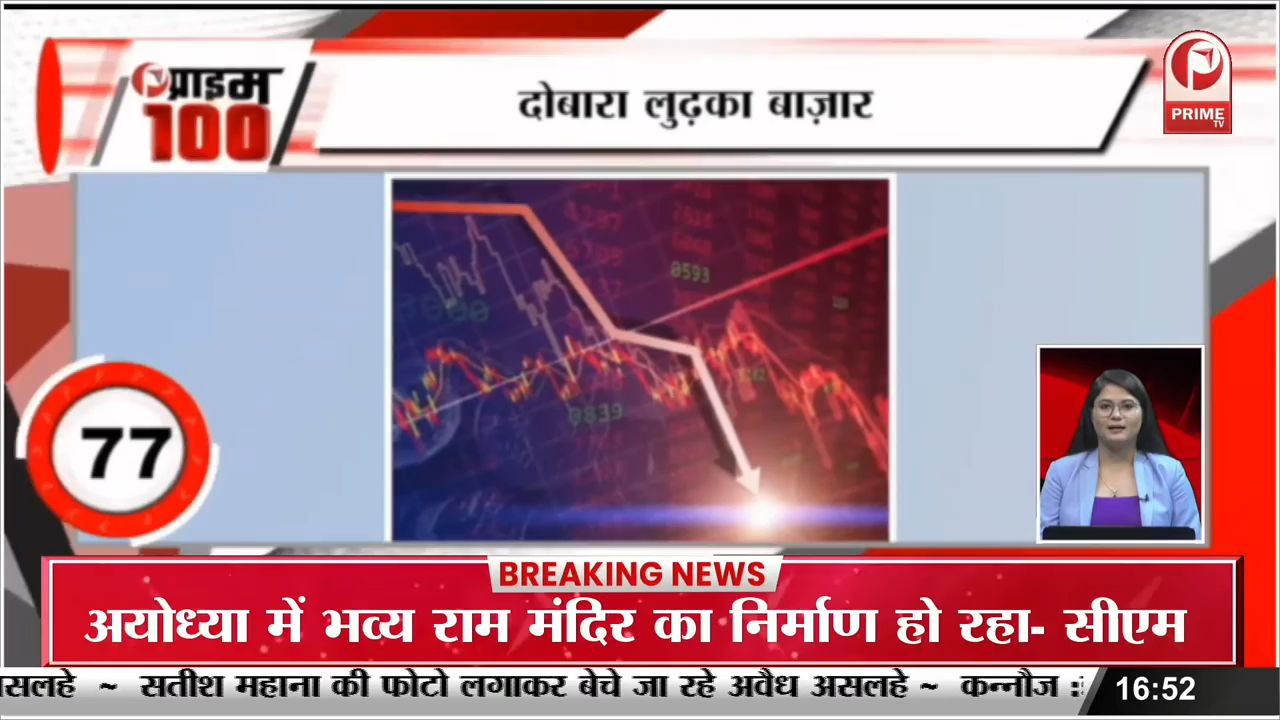 प्राइम
100
दोबारा लुढ़का बाज़ार
PRIME
TV
0593
0839
77
BREAKING NEWS
अयोध्या में भव्य राम मंदिर का निर्माण हो रहा- सीएम
असलहे ~ सतीश महाना की फोटो लगाकर बेचे जा रहे अवैध असलहे ~ कन्नौज :
16:52